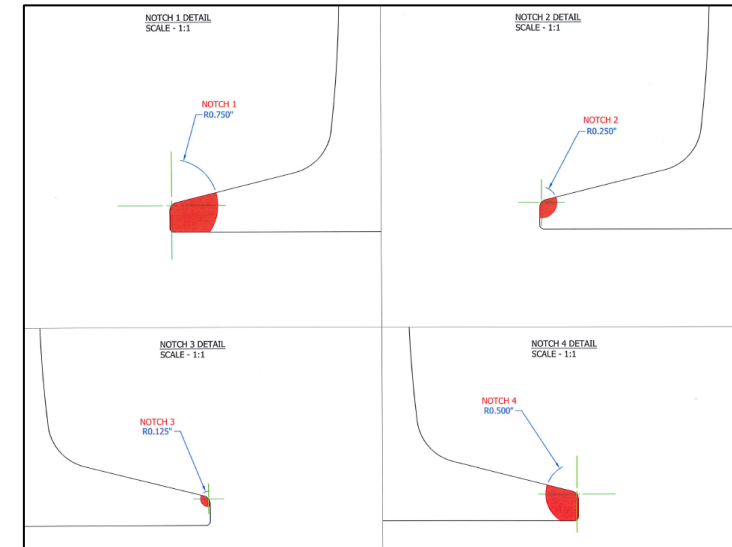 NOTCH 1 DETAIL
SCALE - 1:1
NOTCH 1
R0.750"
NOTCH 2 DETAIL
SCALE - 1:1
NOTCH 2
R0.250"
NOTCH 3 DETAIL
SCALE - 1:1
NOTCH 3
R0.125"
NOTCH 4 DETAIL
SCALE - 1:1
NOTCH 4
R0.500"